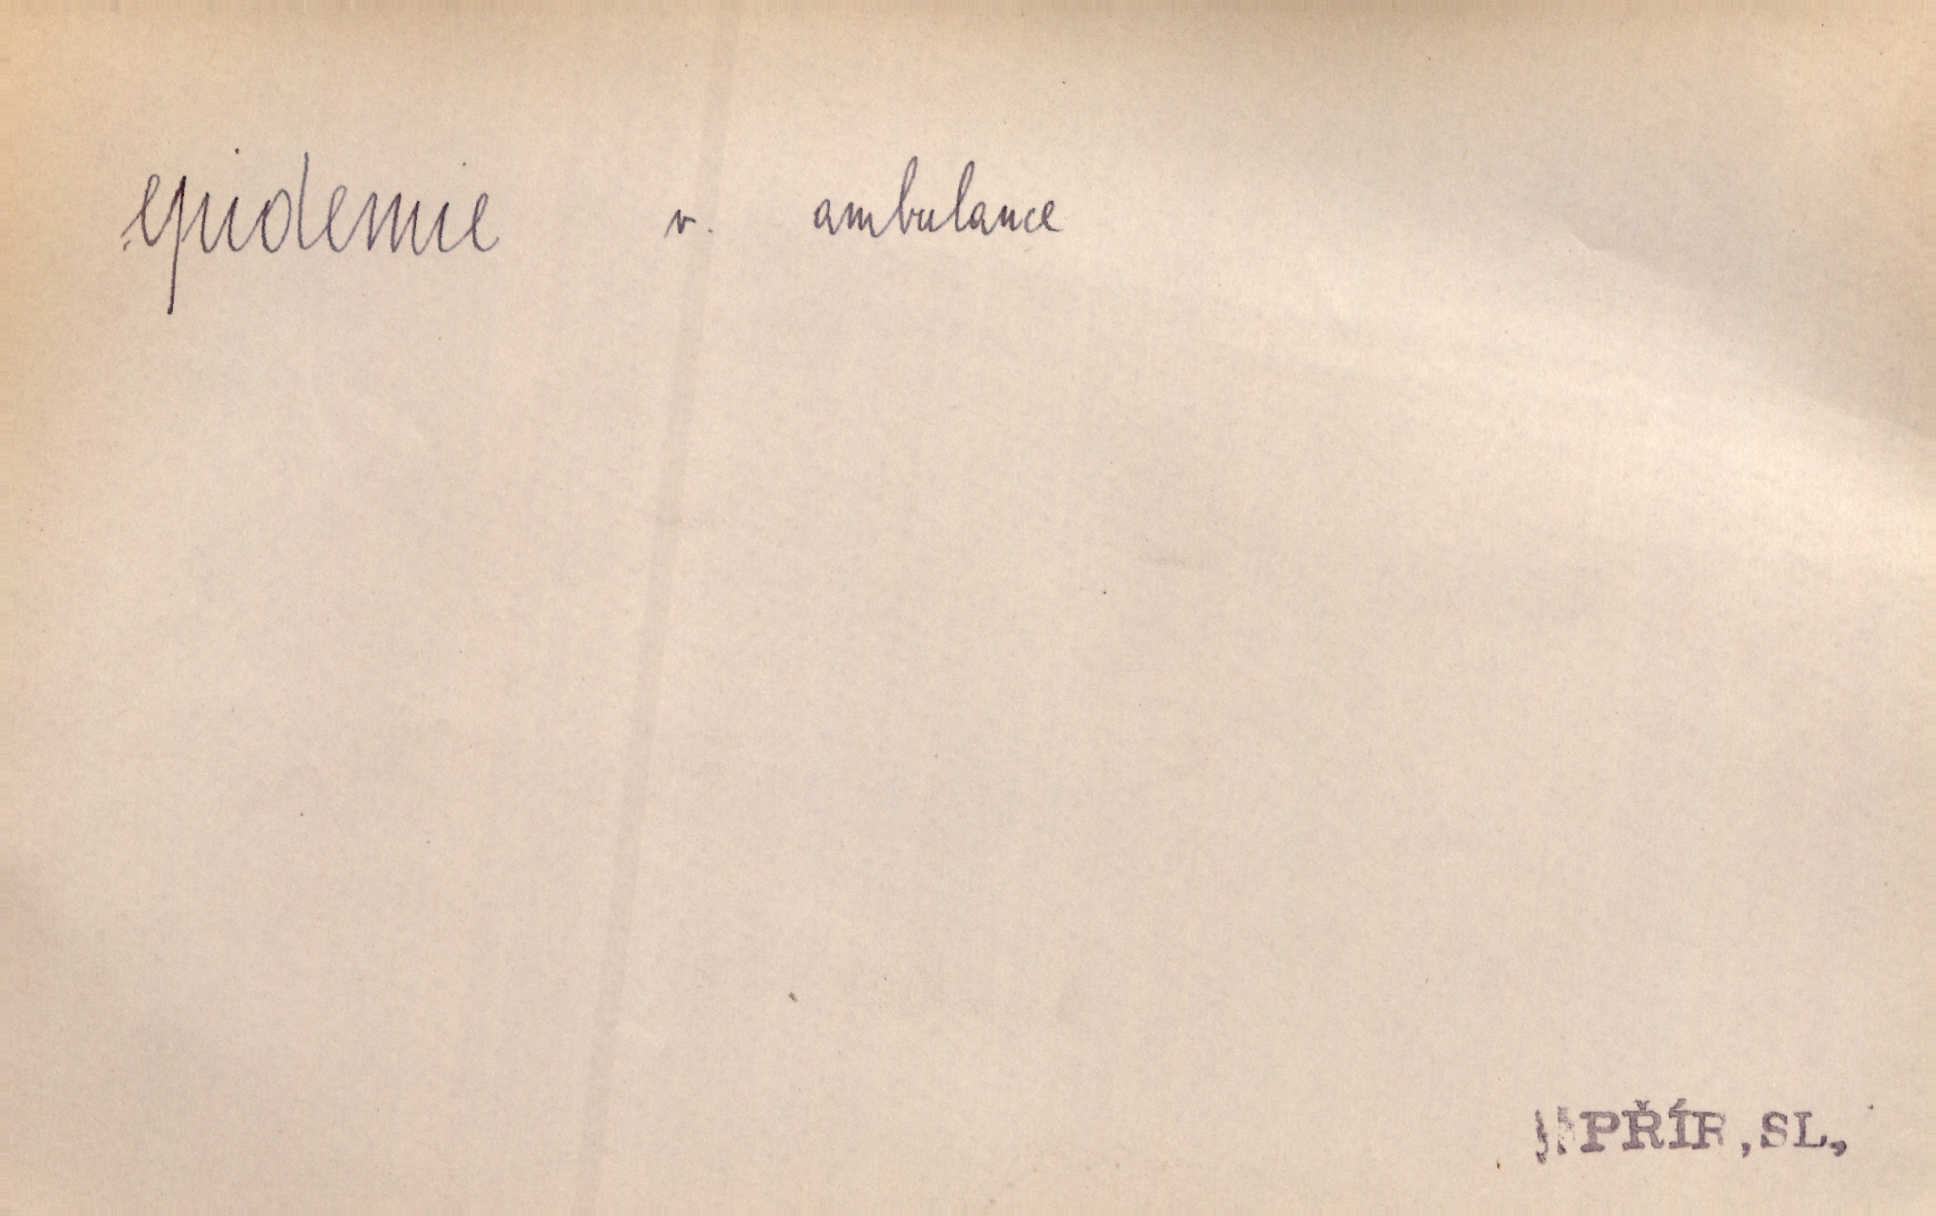 epidemie v. ambulance
PŘÍR,SL,